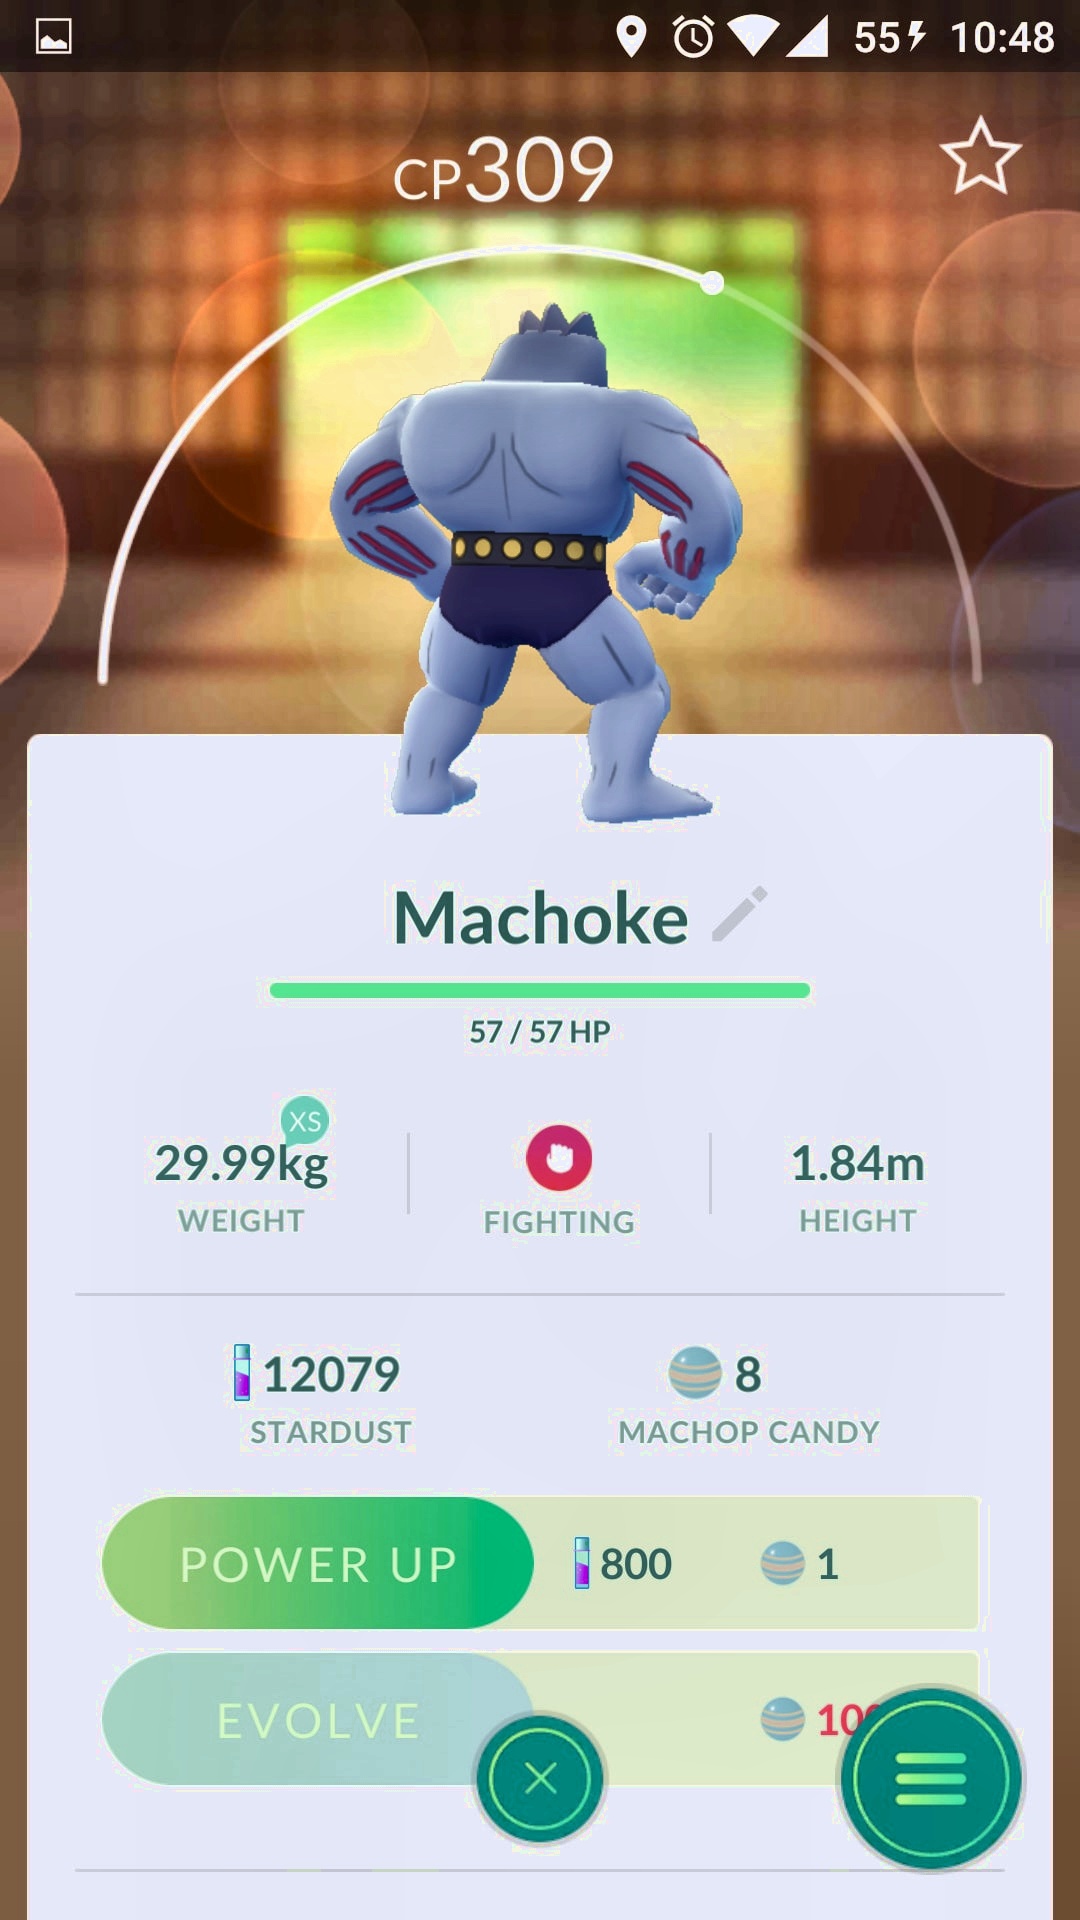 55 10:48
CP309
Machoke
57 / 57 HP
XS
29.99kg
WEIGHT
FIGHTING
1.84m
HEIGHT
12079
STARDUST
8
MACHOP CANDY
POWER UP 800 1
EVOLVE